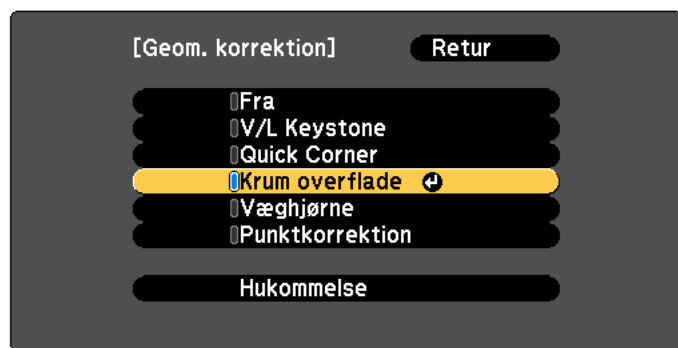 [Geom. korrektion] Retur
Fra
V/L Keystone
Quick Corner
Krum overflade
Væghjørne
Punktkorrektion
Hukommelse